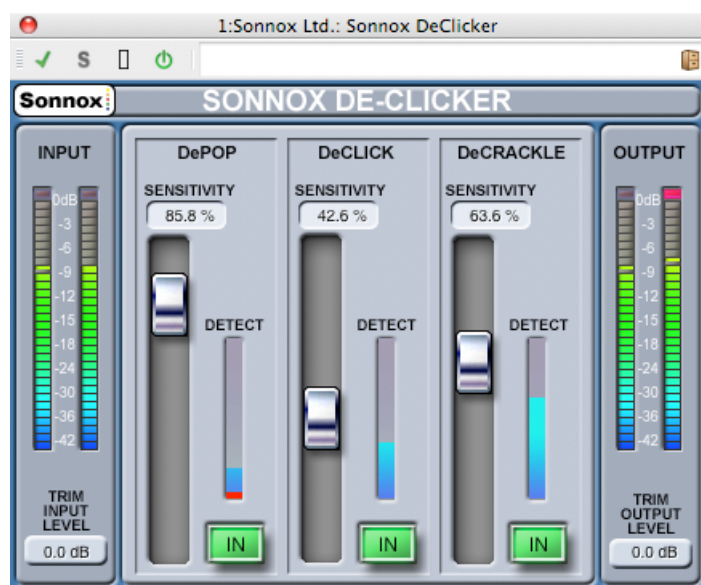 1:Sonnox Ltd.: Sonnox DeClicker
S
Sonnox
SONNOX DE-CLICKER
INPUT
0dB
-3
-6
-9
-12
-15
-18
-24
-30
-36
-42
TRIM
INPUT
LEVEL
0.0 dB
DePOP
SENSITIVITY
85.8 %
DETECT
IN
DeCLICK
SENSITIVITY
42.6 %
DETECT
IN
DeCRACKLE
SENSITIVITY
63.6 %
DETECT
IN
OUTPUT
0dB
-3
-6
-9
-12
-15
-18
-24
-30
-36
-42
TRIM
OUTPUT
LEVEL
0.0 dB